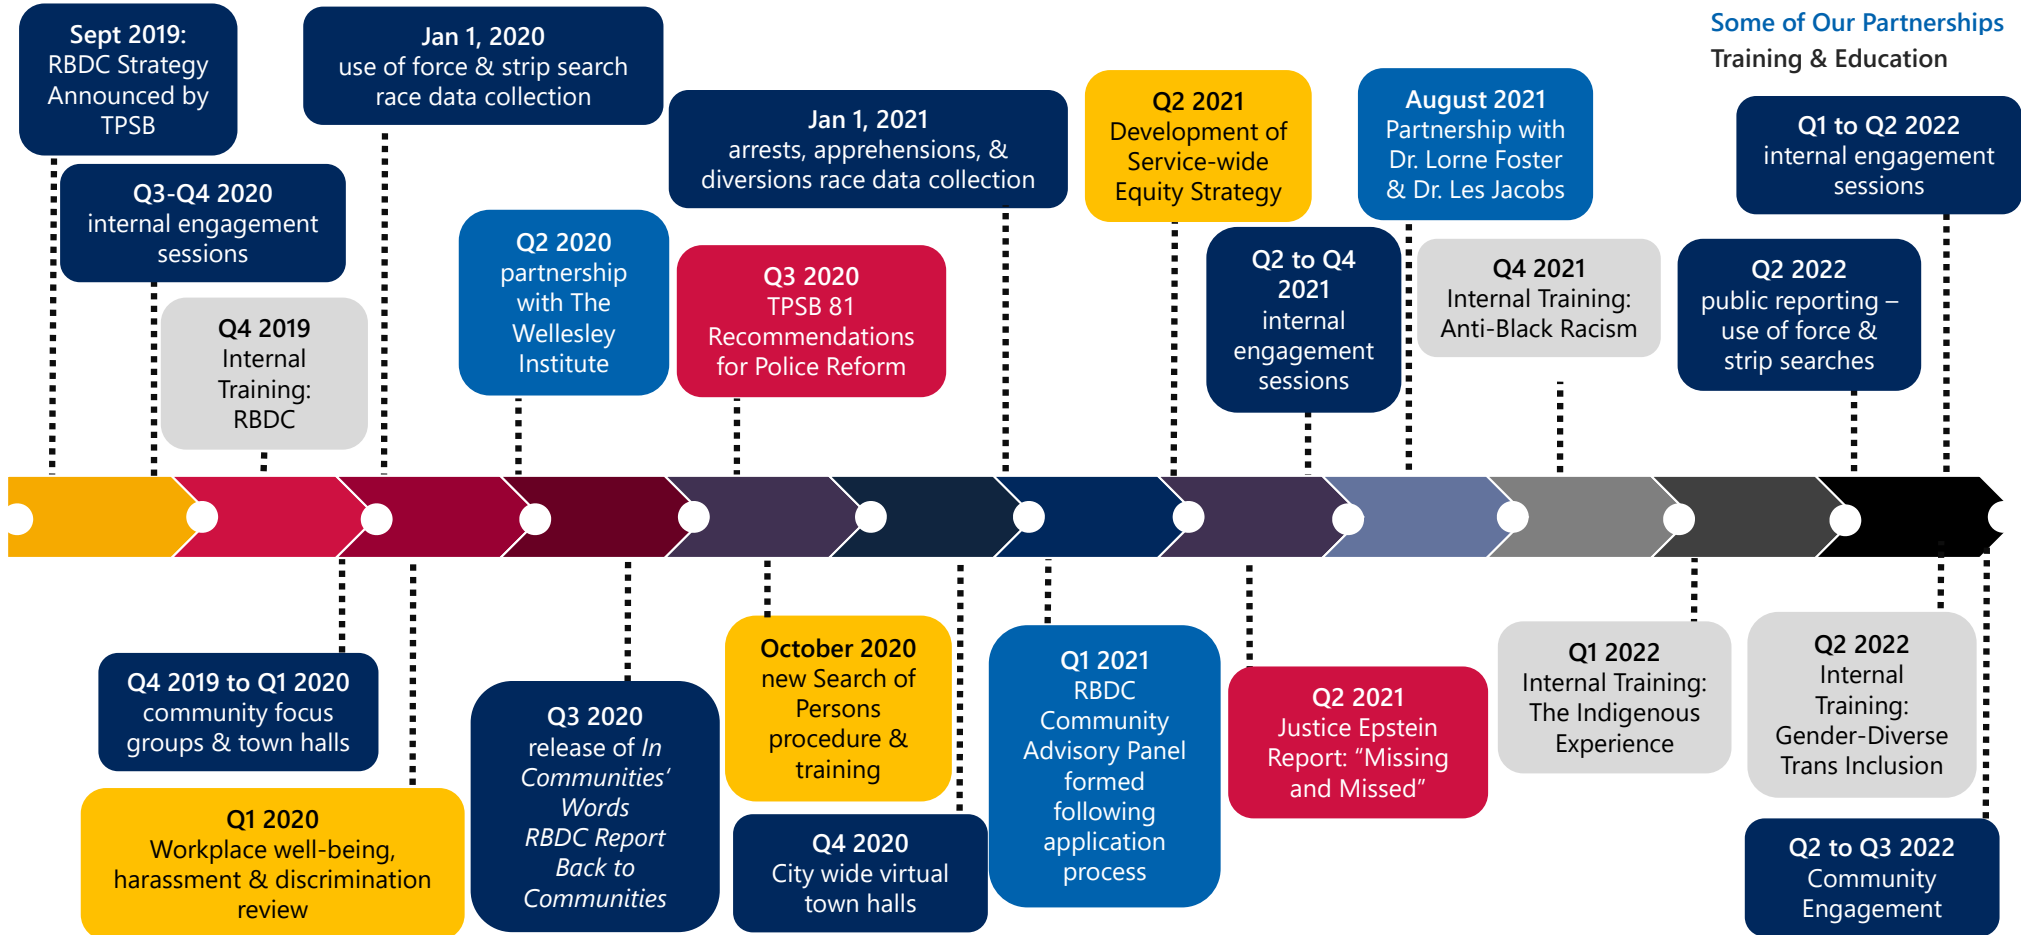 Some of Our Partnerships
Training & Education
Sept 2019:
RBDC Strategy
Announced by
TPSB
Q3-Q4 2020
internal engagement
sessions
Q4 2019
Internal
Training:
RBDC
Jan 1, 2020
use of force & strip search
race data collection
Q2 2020
partnership
with The
Wellesley
Institute
Q3 2020
TPSB 81
Recommendations
for Police Reform
Jan 1, 2021
arrests, apprehensions, &
diversions race data collection
Q2 2021
Development of
Service-wide
Equity Strategy
Q2 to Q4
2021
internal
engagement
sessions
August 2021
Partnership with
Dr. Lorne Foster
& Dr. Les Jacobs
Q4 2021
Internal Training:
Anti-Black Racism
Q2 2022
public reporting –
use of force &
strip searches
Q1 to Q2 2022
internal engagement
sessions
Q4 2019 to Q1 2020
community focus
groups & town halls
Q1 2020
Workplace well-being,
harassment & discrimination
review
Q3 2020
release of In
Communities’
Words
RBDC Report
Back to
Communities
October 2020
new Search of
Persons
procedure &
training
Q4 2020
City wide virtual
town halls
Q1 2021
RBDC
Community
Advisory Panel
formed
following
application
process
Q2 2021
Justice Epstein
Report: “Missing
and Missed”
Q1 2022
Internal Training:
The Indigenous
Experience
Q2 2022
Internal
Training:
Gender-Diverse
Trans Inclusion
Q2 to Q3 2022
Community
Engagement